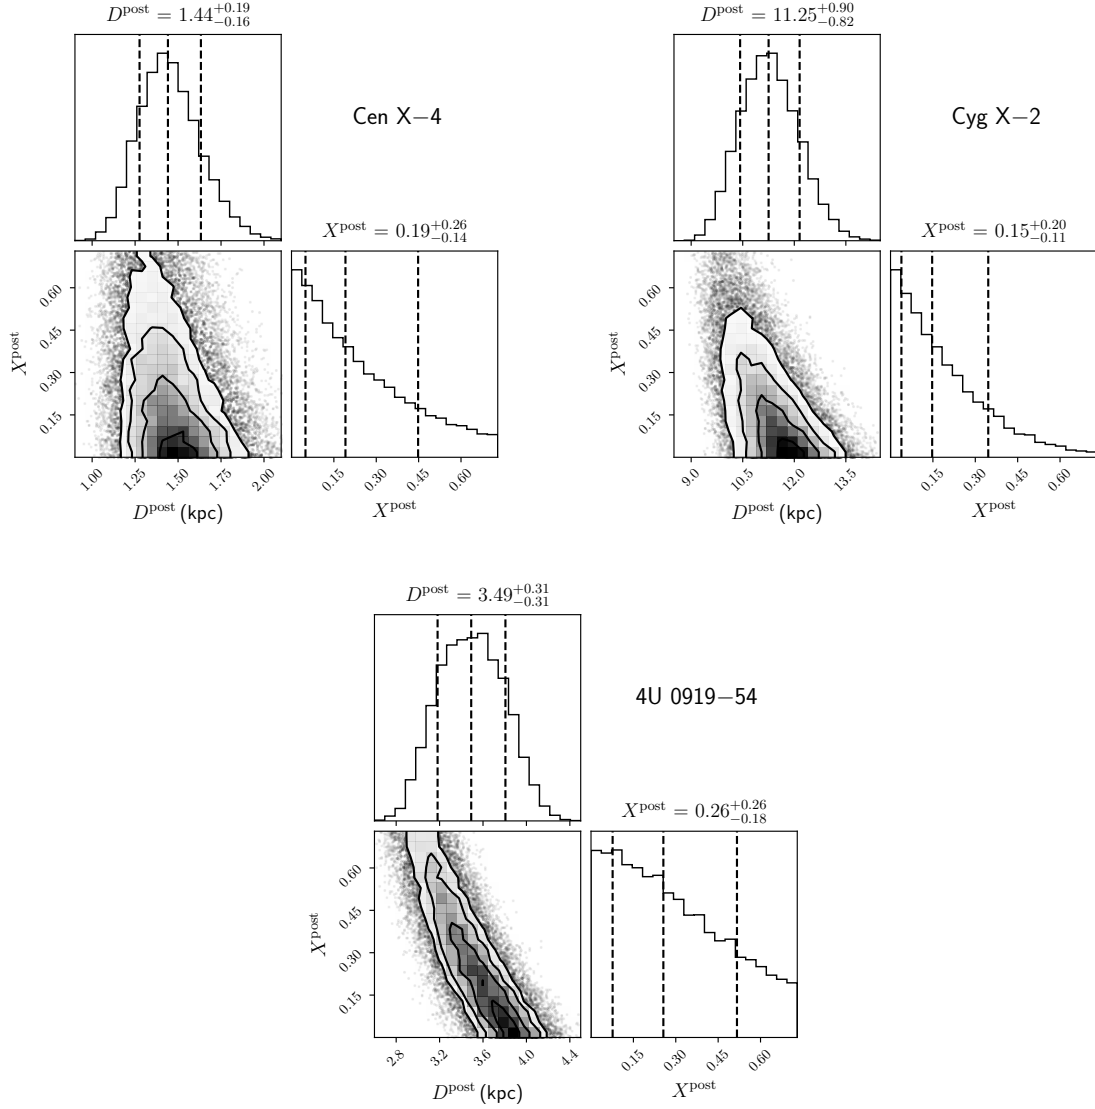 D^post = 1.44^+0.19_−0.16
Cen X−4
X^post = 0.19^+0.26_−0.14
X^post
0.60
0.45
0.30
0.15
1.00 1.25 1.50 1.75 2.00
D^post (kpc)
0.15 0.30 0.45 0.60
X^post
D^post = 11.25^+0.90_−0.82
Cyg X−2
X^post = 0.15^+0.20_−0.11
X^post
0.60
0.45
0.30
0.15
9.0 10.5 12.0 13.5
D^post (kpc)
0.15 0.30 0.45 0.60
X^post
D^post = 3.49^+0.31_−0.31
4U 0919−54
X^post = 0.26^+0.26_−0.18
X^post
0.60
0.45
0.30
0.15
2.8 3.2 3.6 4.0 4.4
D^post (kpc)
0.15 0.30 0.45 0.60
X^post